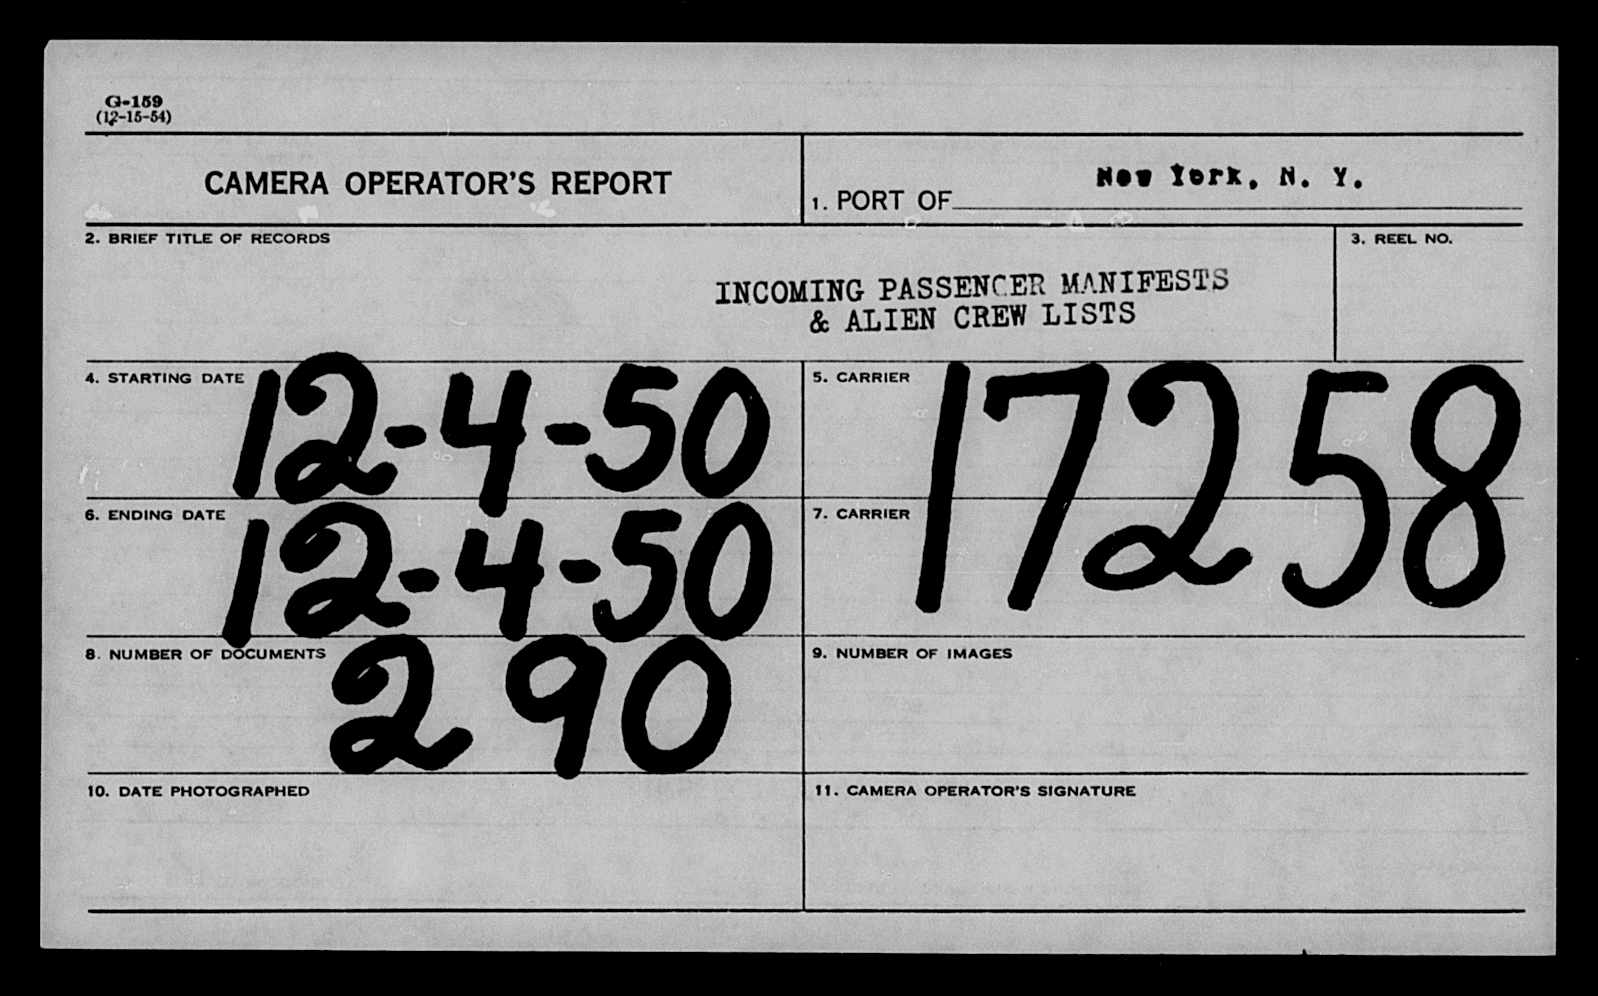 G-159
(12-15-54)
CAMERA OPERATOR'S REPORT
1. PORT OF New York, N. Y.
2. BRIEF TITLE OF RECORDS
INCOMING PASSENGER MANIFESTS
& ALIEN CREW LISTS
3. REEL NO.
4. STARTING DATE 12-4-50
5. CARRIER 17258
6. ENDING DATE 12-4-50
7. CARRIER
8. NUMBER OF DOCUMENTS 290
9. NUMBER OF IMAGES
10. DATE PHOTOGRAPHED
11. CAMERA OPERATOR'S SIGNATURE